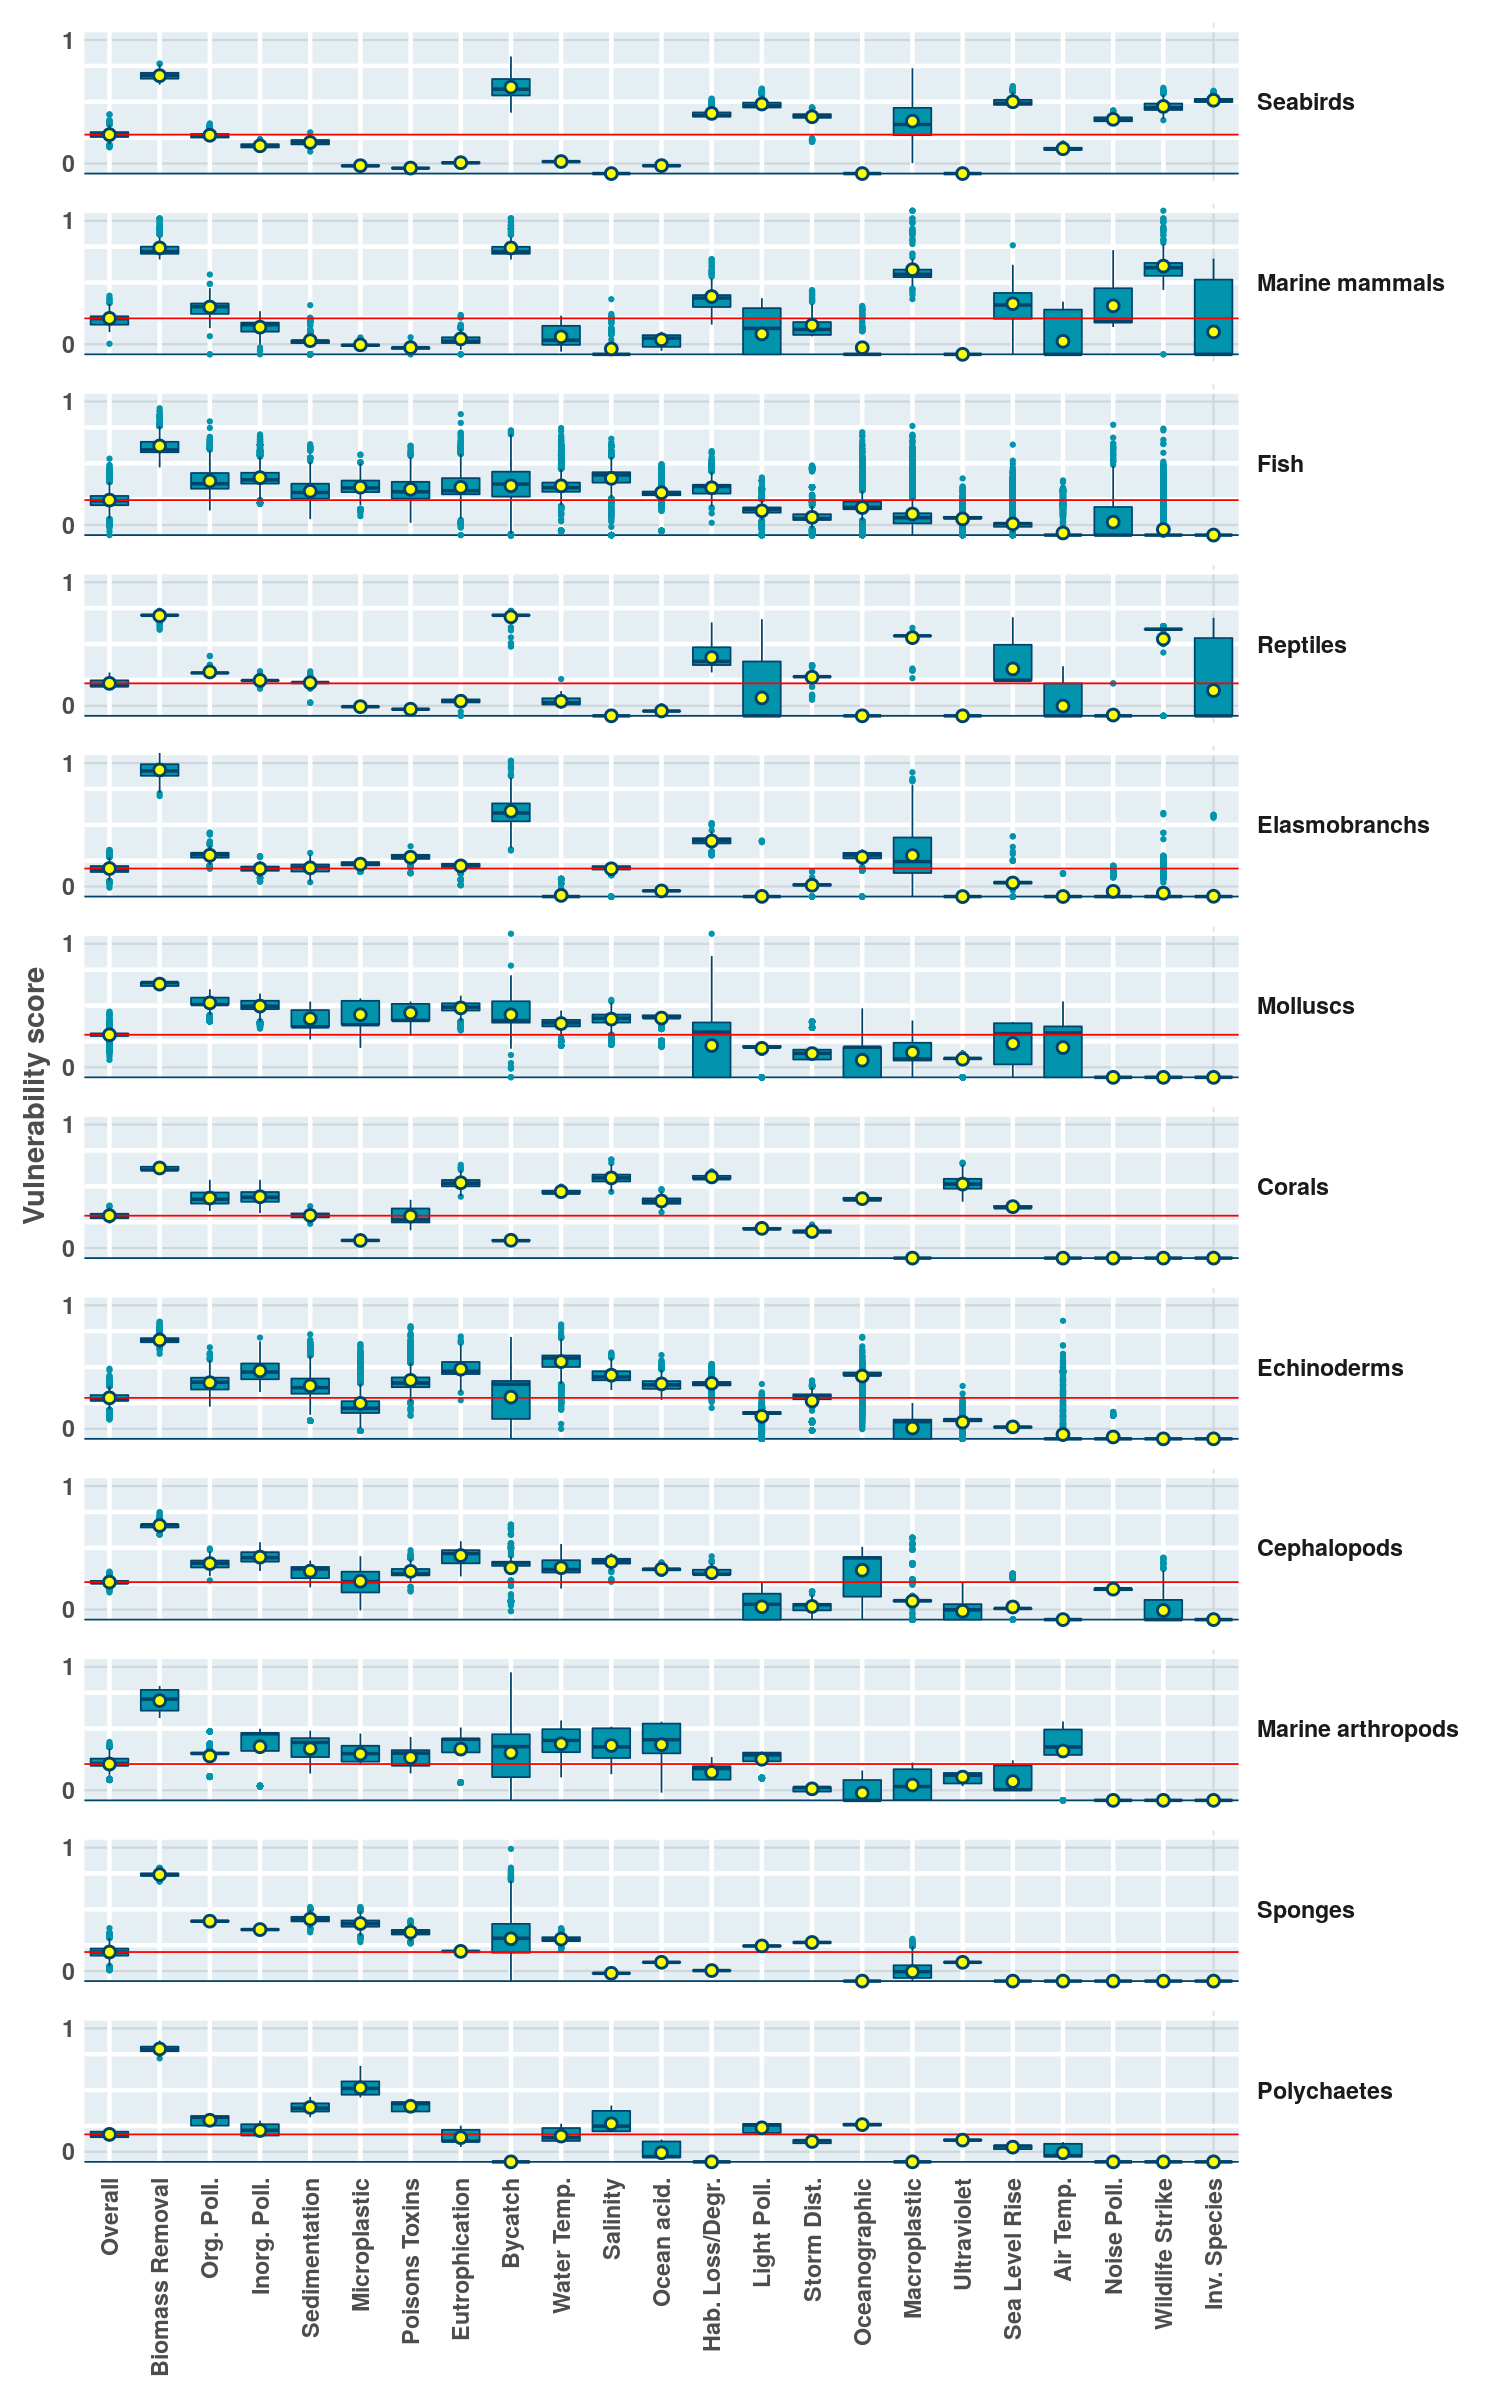 Vulnerability score
1
0
Seabirds
1
0
Marine mammals
1
0
Fish
1
0
Reptiles
1
0
Elasmobranchs
1
0
Molluscs
1
0
Corals
1
0
Echinoderms
1
0
Cephalopods
1
0
Marine arthropods
1
0
Sponges
1
0
Polychaetes
Overall
Biomass Removal
Org. Poll.
Inorg. Poll.
Sedimentation
Microplastic
Poisons Toxins
Eutrophication
Bycatch
Water Temp.
Salinity
Ocean acid.
Hab. Loss/Degr.
Light Poll.
Storm Dist.
Oceanographic
Macroplastic
Ultraviolet
Sea Level Rise
Air Temp.
Noise Poll.
Wildlife Strike
Inv. Species